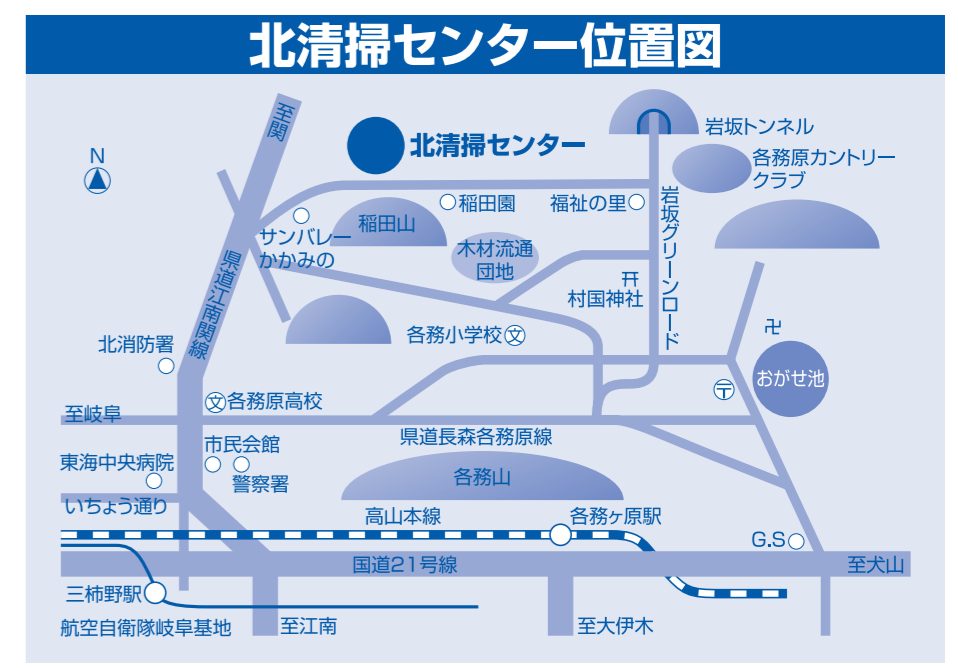 北清掃センター位置図
至関
北清掃センター
岩坂トンネル
N
各務原カントリー
クラブ
稲田園
福祉の里
稲田山
サンバレー
かかみの
木材流通
団地
岩坂グリーンロード
県道江南関線
村国神社
各務小学校
文
卍
北消防署
おがせ池
〒
文
各務原高校
至岐阜
県道長森各務原線
市民会館
東海中央病院
各務山
警察署
いちょう通り
高山本線
各務ヶ原駅
G.S
国道21号線
至犬山
三柿野駅
航空自衛隊岐阜基地
至江南
至大伊木